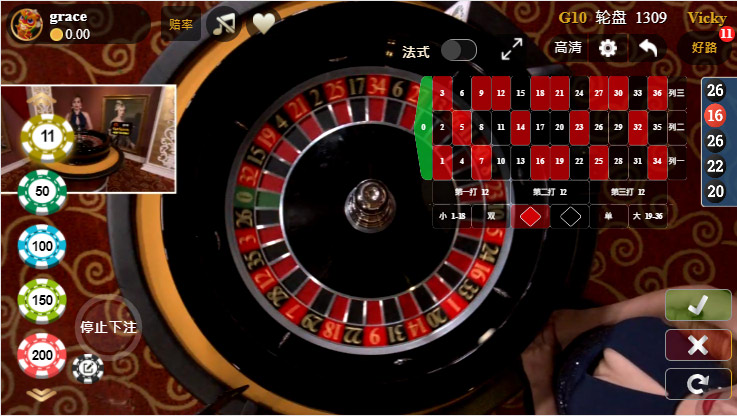 grace
0.00
赔率
法式
G10 轮盘 1309 Vicky
高清
好路
11
3 6 9 12 15 18 21 24 27 30 33 36 列三
0 2 5 8 11 14 17 20 23 26 29 32 35 列二
1 4 7 10 13 16 19 22 25 28 31 34 列一
第一打 12 第二打 12 第三打 12
小 1-18 双 单 大 19-36
26
16
26
22
20
11
50
100
150
200
停止下注